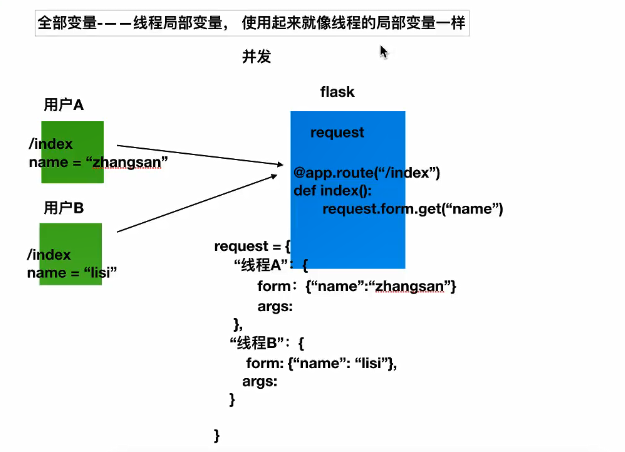 全部变量-——线程局部变量， 使用起来就像线程的局部变量一样
并发
flask
用户A
request
/index
name = “zhangsan”
@app.route(“/index”)
def index():
request.form.get(“name”)
用户B
/index
name = “lisi”
request = {
“线程A”：{
form：{“name”:“zhangsan”}
args:
},
“线程B”：{
form: {“name”: “lisi”},
args:
}
}